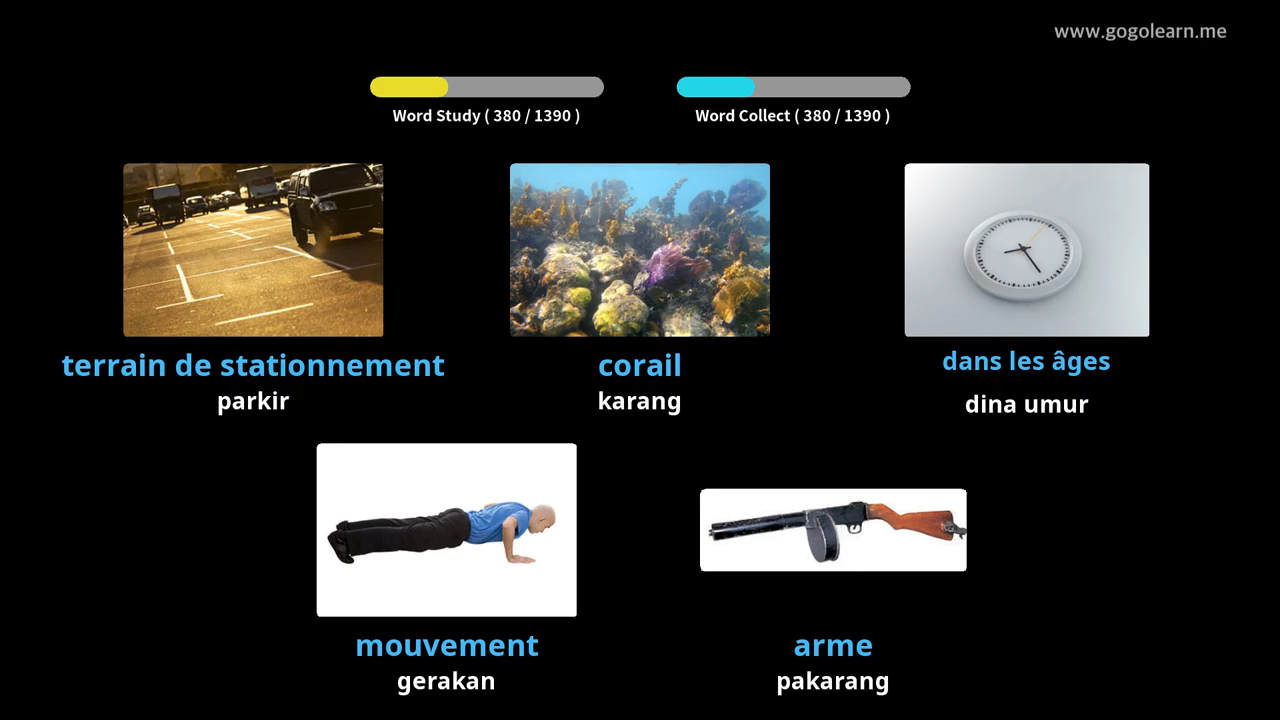 www.gogolearn.me
Word Study ( 380 / 1390 )
Word Collect ( 380 / 1390 )
terrain de stationnement
parkir
corail
karang
dans les âges
dina umur
mouvement
gerakan
arme
pakarang